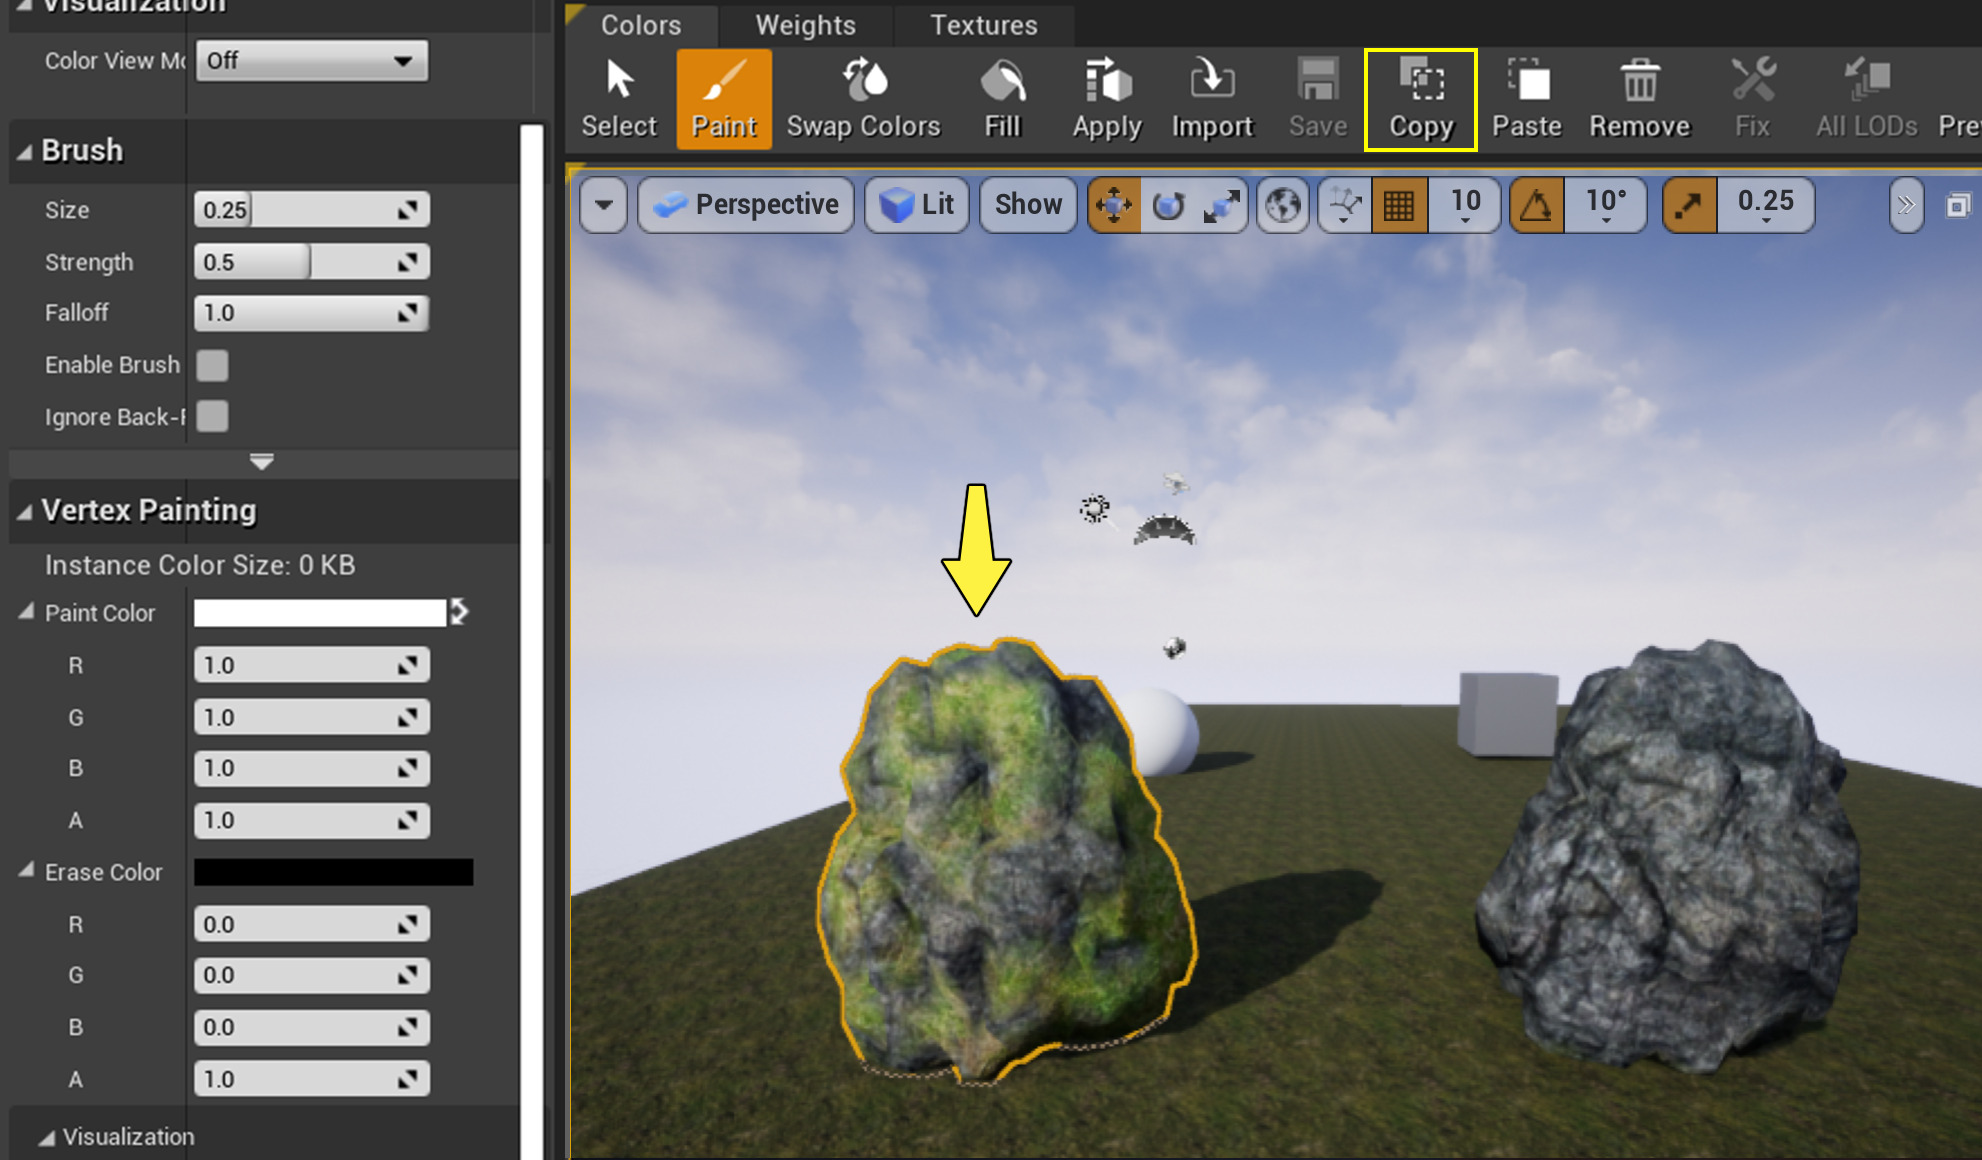 Visualization
Color View Mo
Off
Brush
Size
0.25
Strength
0.5
Falloff
1.0
Enable Brush
Ignore Back-F
Vertex Painting
Instance Color Size: 0 KB
Paint Color
R
1.0
G
1.0
B
1.0
A
1.0
Erase Color
R
0.0
G
0.0
B
0.0
A
1.0
Visualization
Colors
Weights
Textures
Select
Paint
Swap Colors
Fill
Apply
Import
Save
Copy
Paste
Remove
Fix
All LODs
Prev
Perspective
Lit
Show
10
10°
0.25